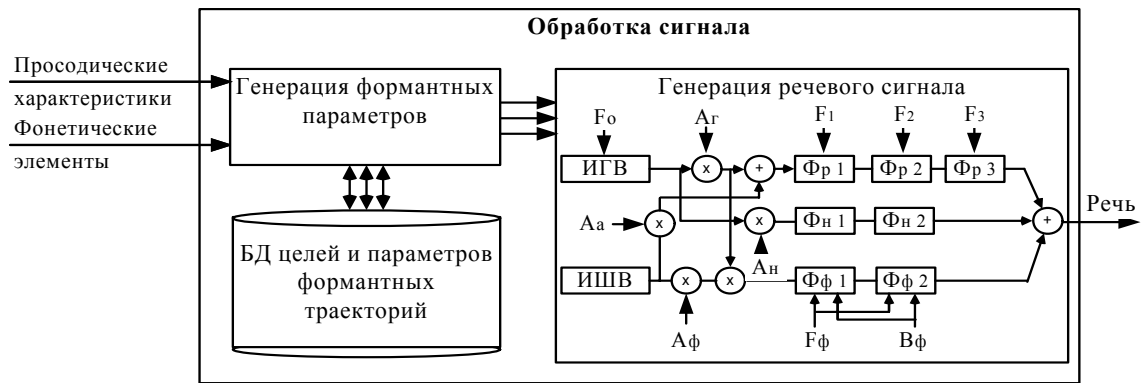 Обработка сигнала
Просодические
характеристики
Фонетические
элементы
Генерация формантных
параметров
БД целей и параметров
формантных
траекторий
Генерация речевого сигнала
Fо Aг F1 F2 F3
ИГВ x + Фр 1 Фр 2 Фр 3
Речь
Aа x x Фн 1 Фн 2 +
Aн
ИШВ x x Фф 1 Фф 2
Aф Fф Bф